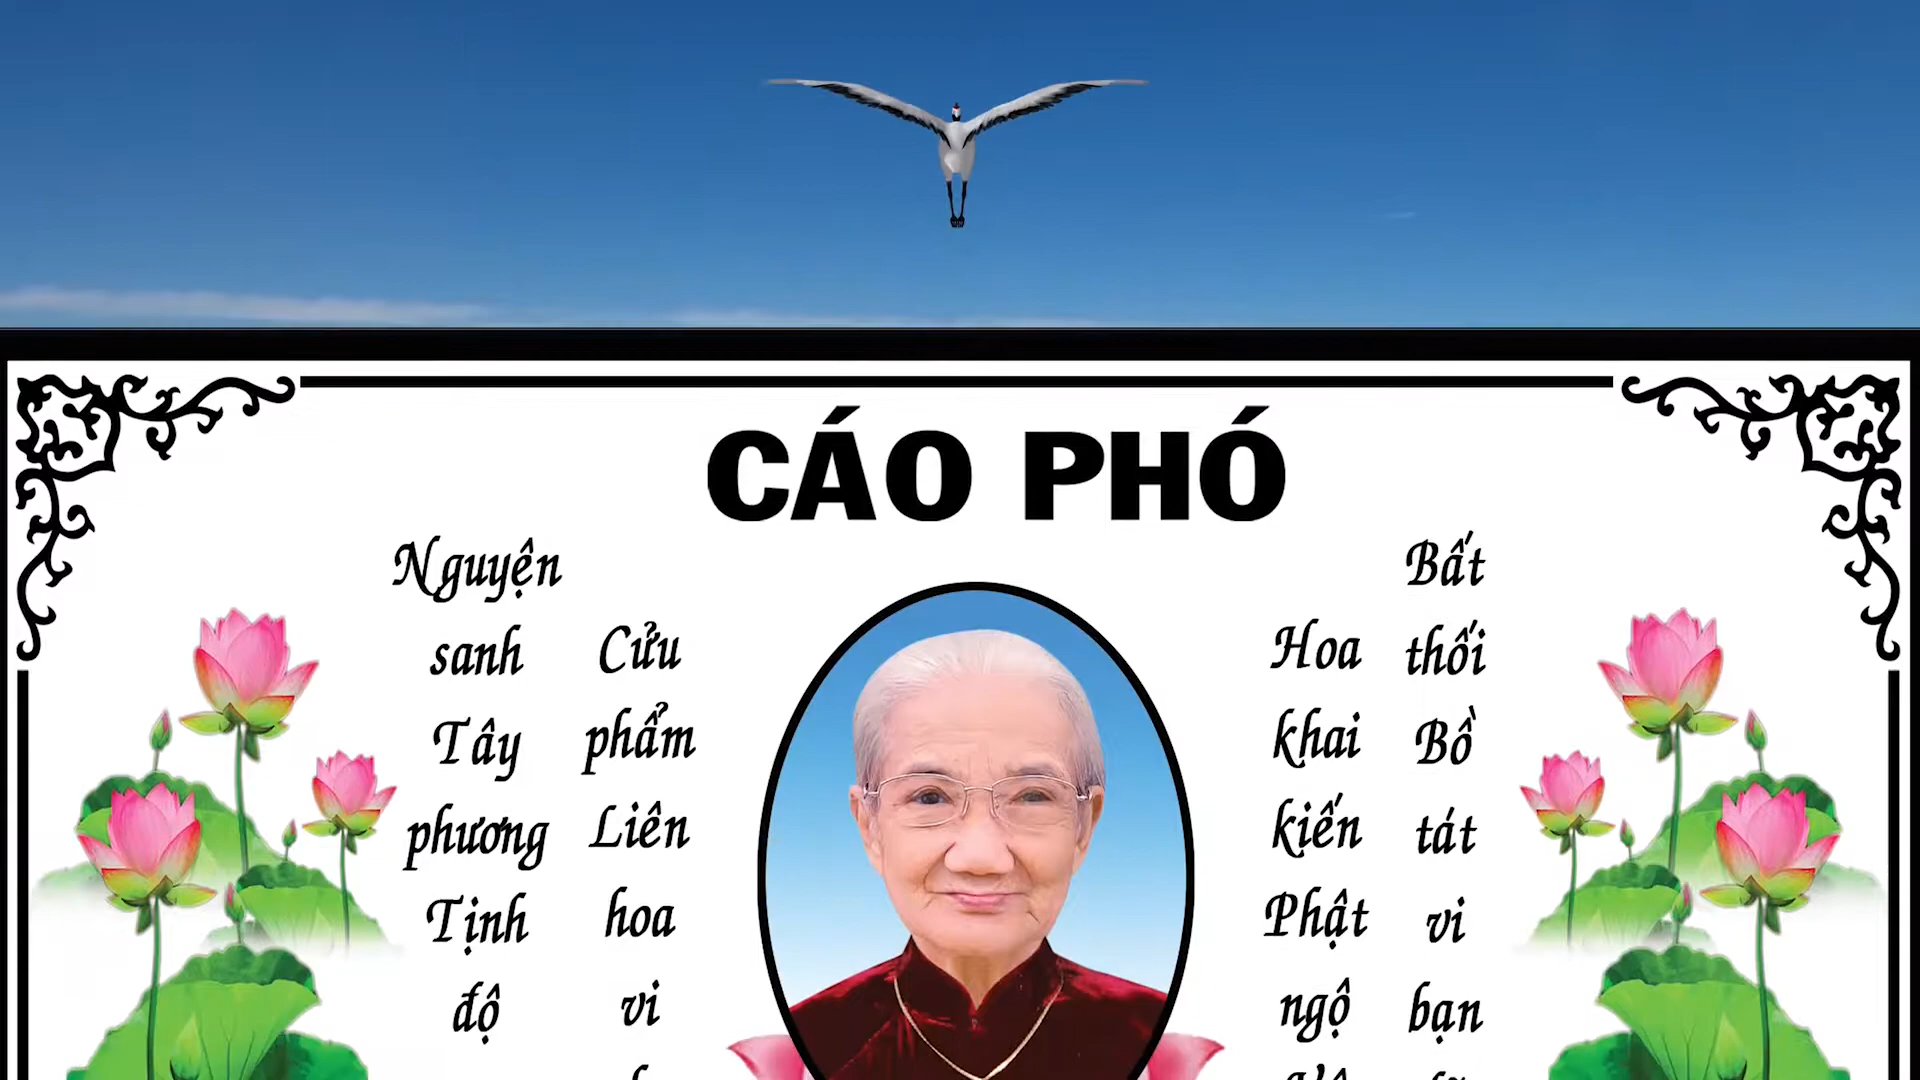 CÁO PHÓ
Nguyện
sanh
Tây
phương
Tịnh
độ
Cửu
phẩm
Liên
hoa
vi
Hoa
khai
kiến
Phật
ngộ
Bất
thối
Bồ
tát
vi
bạn